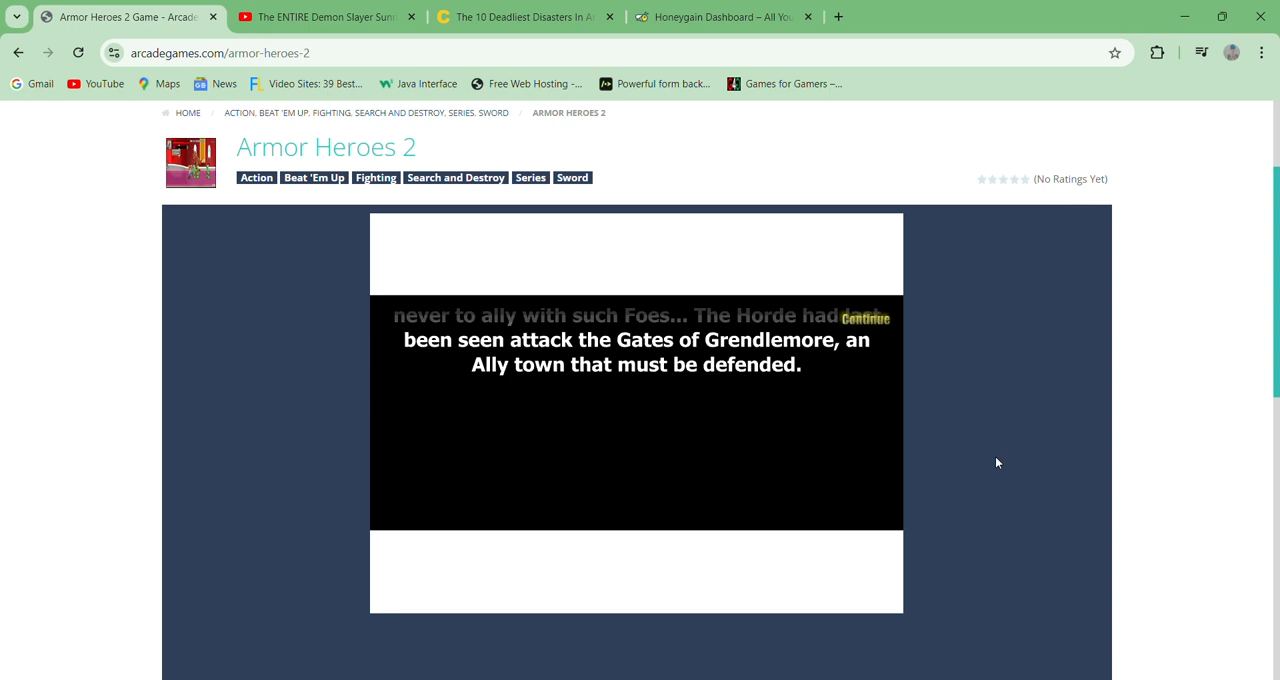 Armor Heroes 2 Game - Arcade
The ENTIRE Demon Slayer Sunri
The 10 Deadliest Disasters In A
Honeygain Dashboard – All You
arcadegames.com/armor-heroes-2
Gmail
YouTube
Maps
News
Video Sites: 39 Best...
Java Interface
Free Web Hosting -...
Powerful form back...
Games for Gamers –...
HOME / ACTION, BEAT 'EM UP, FIGHTING, SEARCH AND DESTROY, SERIES, SWORD / ARMOR HEROES 2
Armor Heroes 2
Action Beat 'Em Up Fighting Search and Destroy Series Sword
(No Ratings Yet)
never to ally with such Foes... The Horde had last
Continue
been seen attack the Gates of Grendlemore, an
Ally town that must be defended.